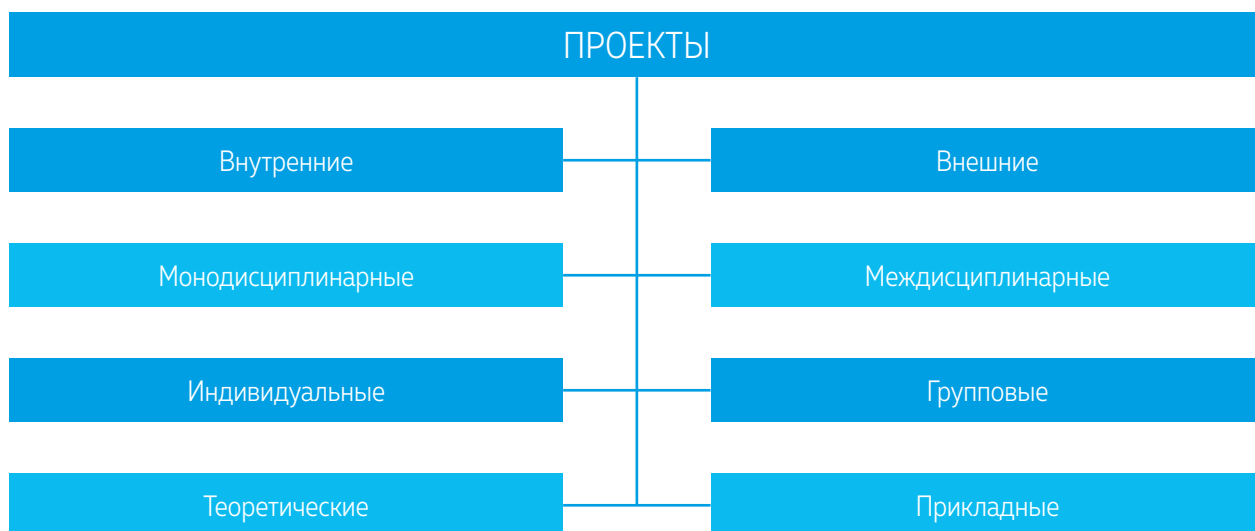 ПРОЕКТЫ
Внутренние
Внешние
Монодисциплинарные
Междисциплинарные
Индивидуальные
Групповые
Теоретические
Прикладные